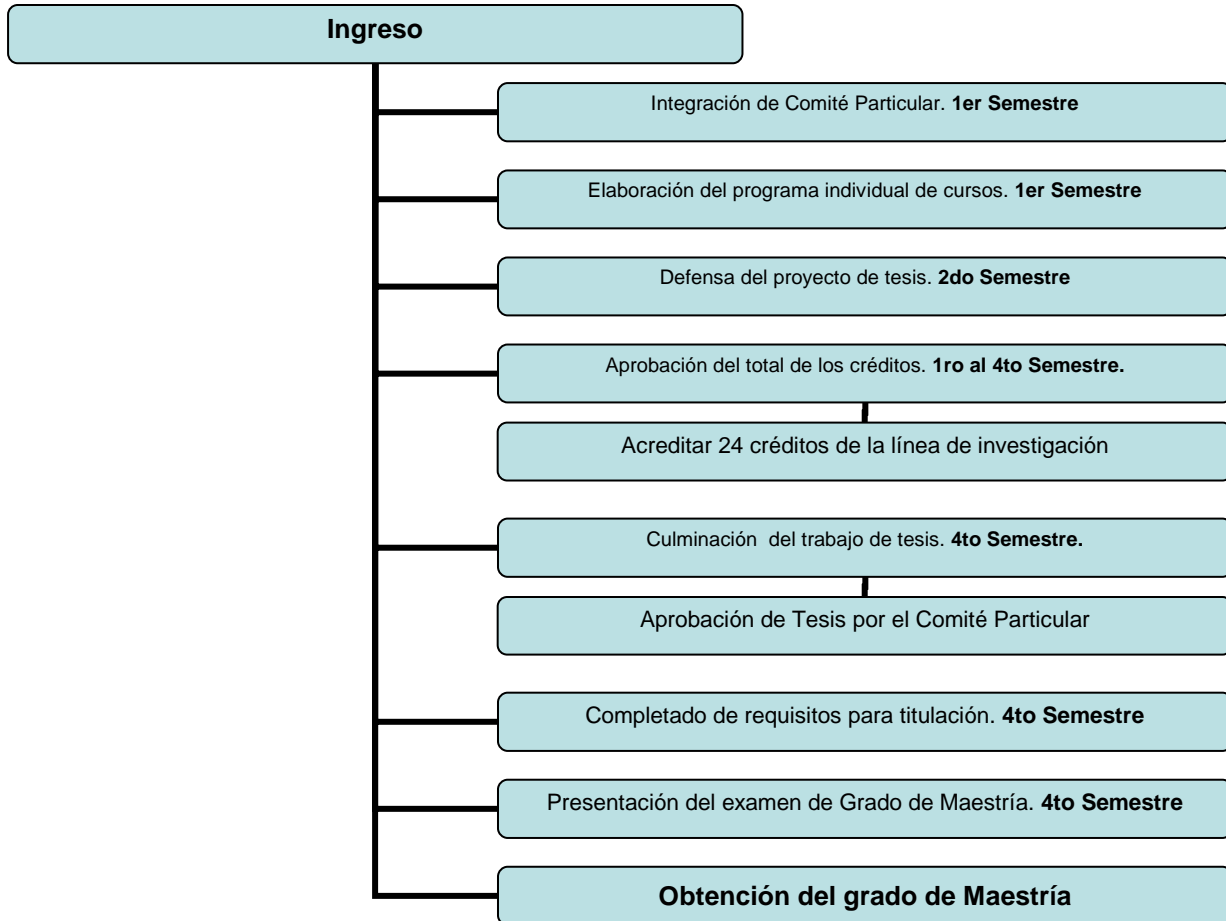 Ingreso
Integración de Comité Particular. 1er Semestre
Elaboración del programa individual de cursos. 1er Semestre
Defensa del proyecto de tesis. 2do Semestre
Aprobación del total de los créditos. 1ro al 4to Semestre.
Acreditar 24 créditos de la línea de investigación
Culminación  del trabajo de tesis. 4to Semestre.
Aprobación de Tesis por el Comité Particular
Completado de requisitos para titulación. 4to Semestre
Presentación del examen de Grado de Maestría. 4to Semestre
Obtención del grado de Maestría